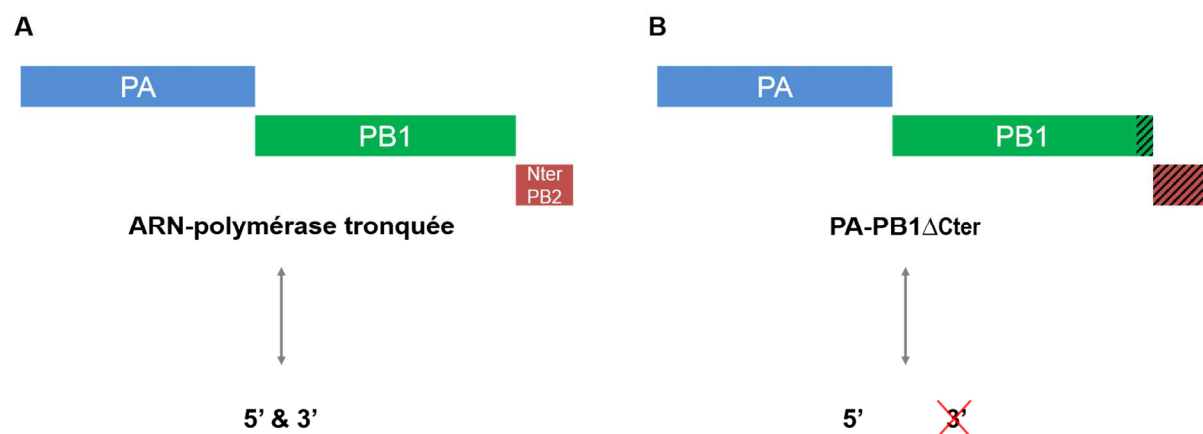 A
PA
PB1
Nter
PB2
ARN-polymérase tronquée
5' & 3'
B
PA
PB1
PA-PB1ΔCter
5' 3'